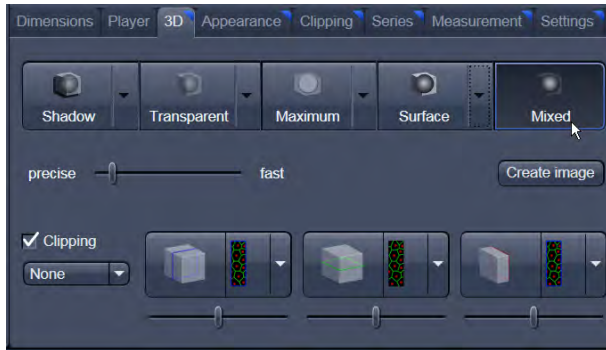 Dimensions Player 3D Appearance Clipping Series Measurement Settings
Shadow Transparent Maximum Surface Mixed
precise fast Create image
Clipping
None